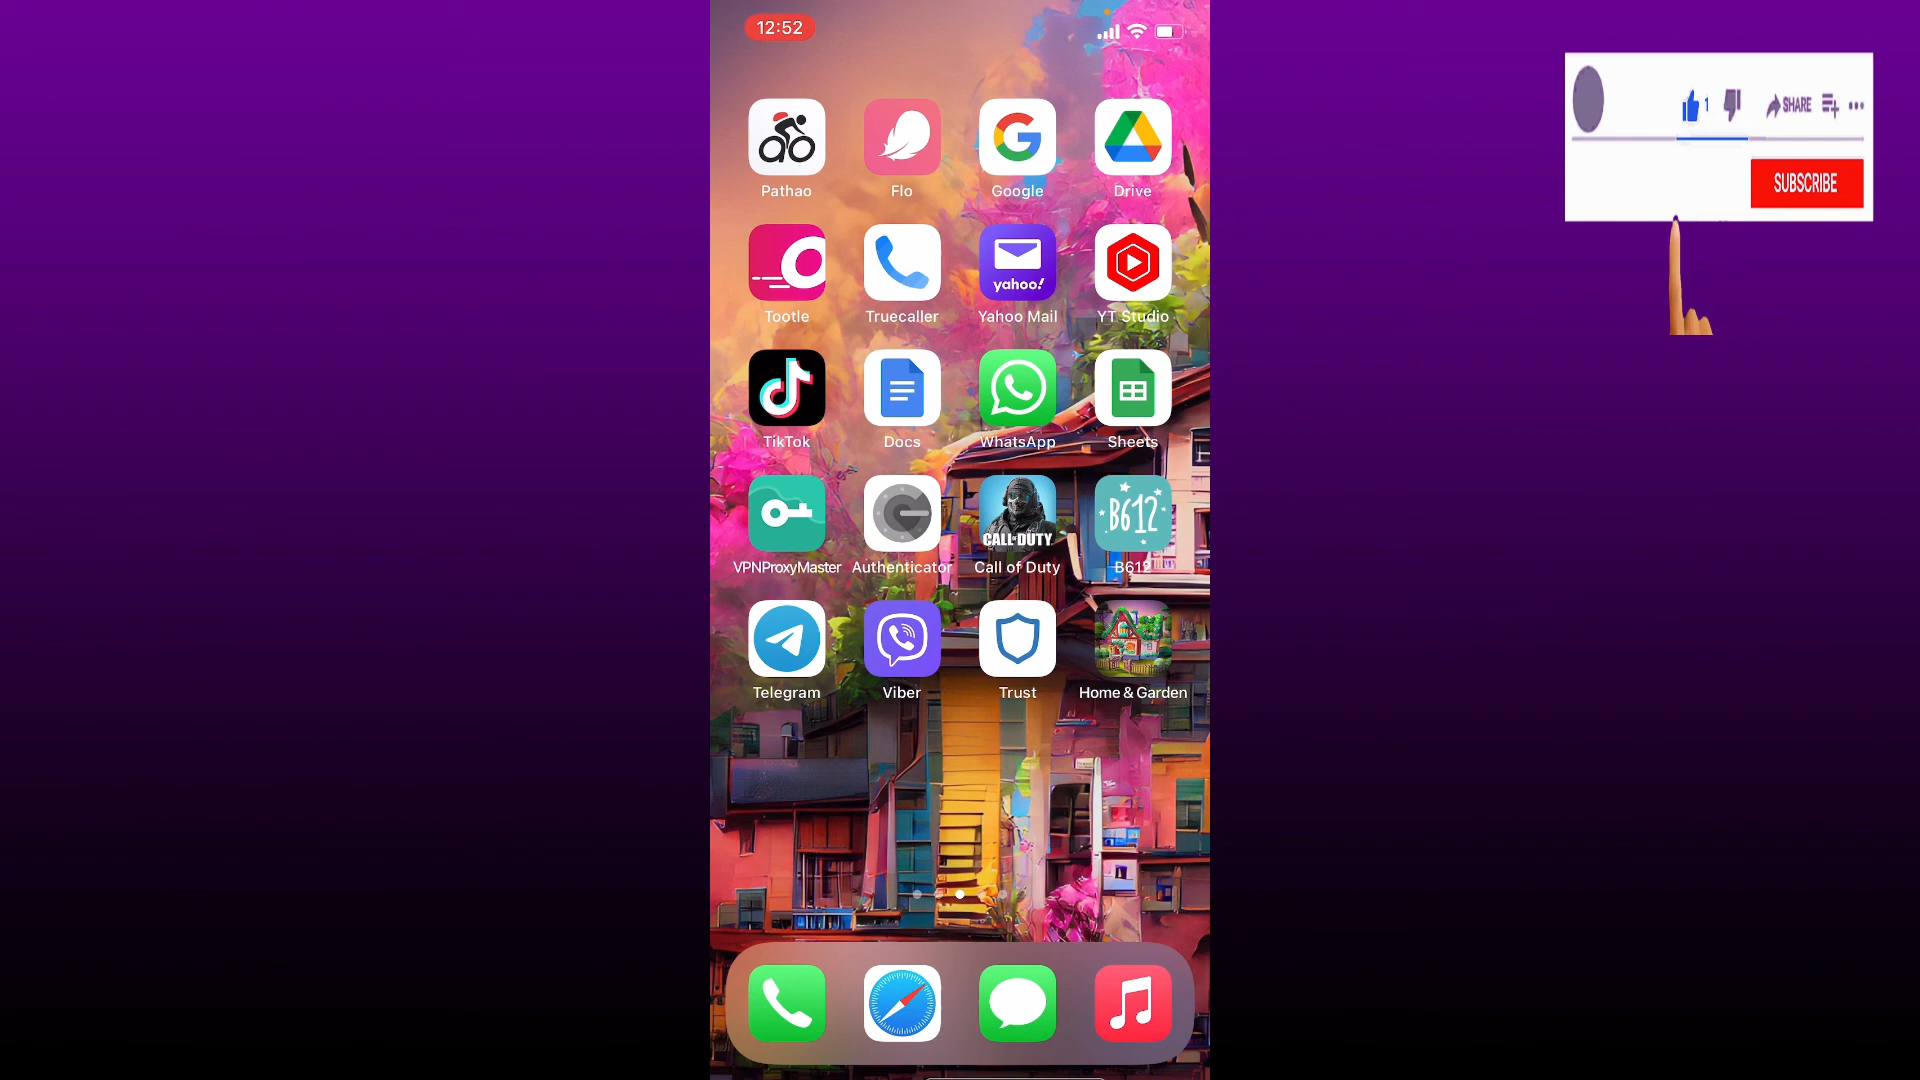 12:52
1
SHARE
SUBSCRIBE
Pathao
Flo
Google
Drive
yahoo!
Tootle
Truecaller
Yahoo Mail
YT Studio
TikTok
Docs
WhatsApp
Sheets
CALL OF DUTY
B612
VPNProxyMaster
Authenticator
Call of Duty
B612
Telegram
Viber
Trust
Home & Garden